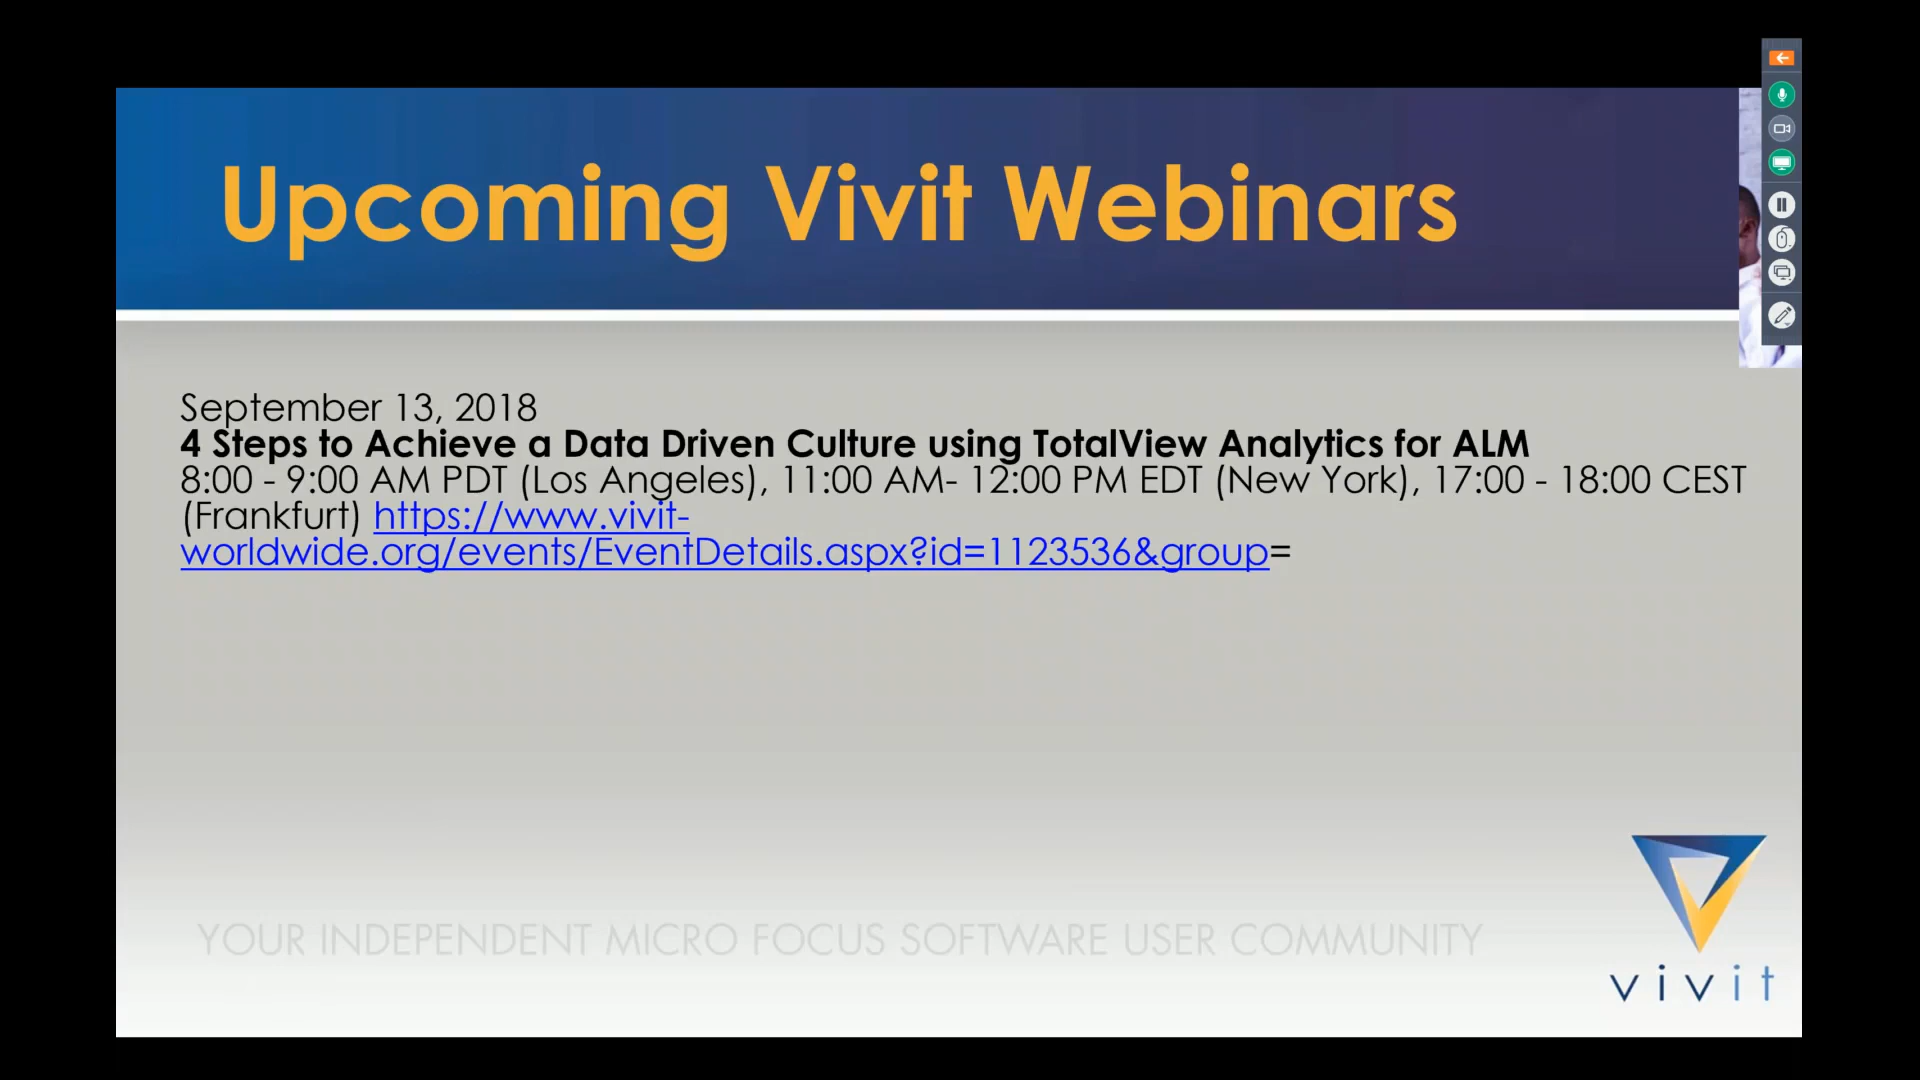 Upcoming Vivit Webinars
September 13, 2018
4 Steps to Achieve a Data Driven Culture using TotalView Analytics for ALM
8:00 - 9:00 AM PDT (Los Angeles), 11:00 AM- 12:00 PM EDT (New York), 17:00 - 18:00 CEST
(Frankfurt) https://www.vivit-
worldwide.org/events/EventDetails.aspx?id=1123536&group=
YOUR INDEPENDENT MICRO FOCUS SOFTWARE USER COMMUNITY
vivit